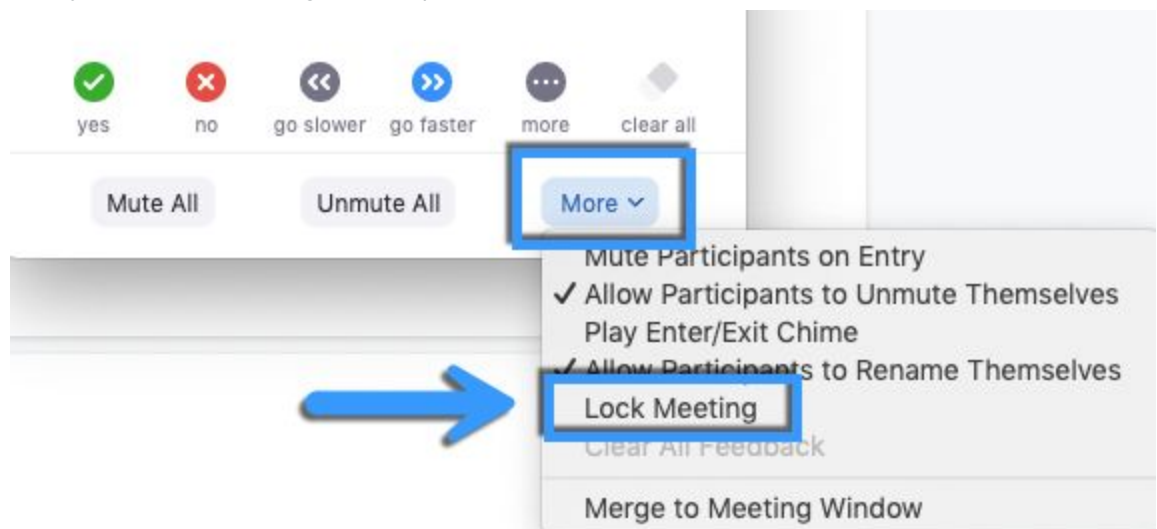 yes no go slower go faster more clear all
Mute All Unmute All More
Mute Participants on Entry
✓ Allow Participants to Unmute Themselves
Play Enter/Exit Chime
✓ Allow Participants to Rename Themselves
Lock Meeting
Clear All Feedback
Merge to Meeting Window